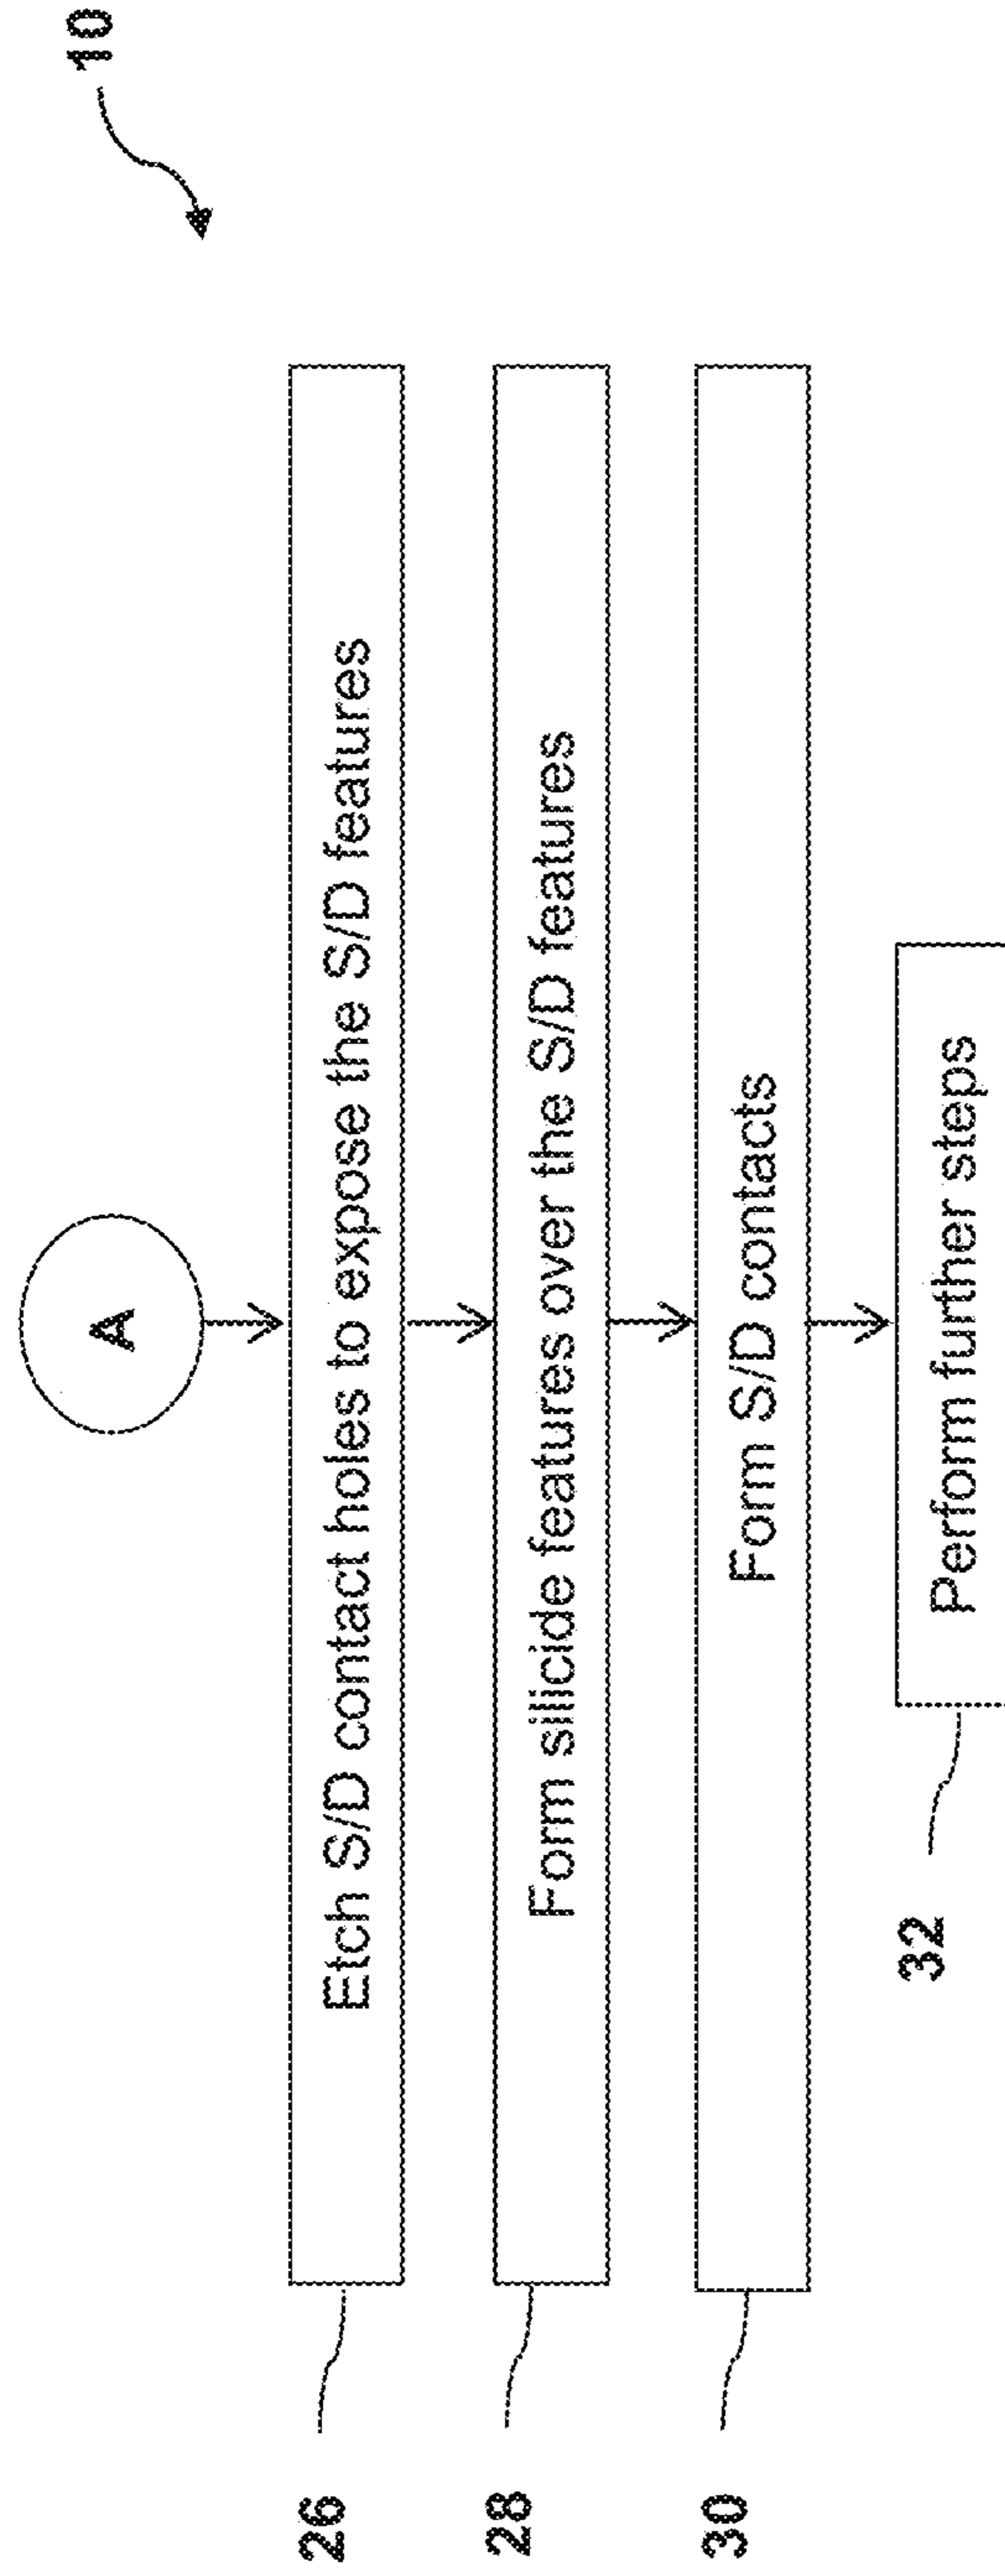 10
A
26
Etch S/D contact holes to expose the S/D features
28
Form silicide features over the S/D features
30
Form S/D contacts
32
Perform further steps